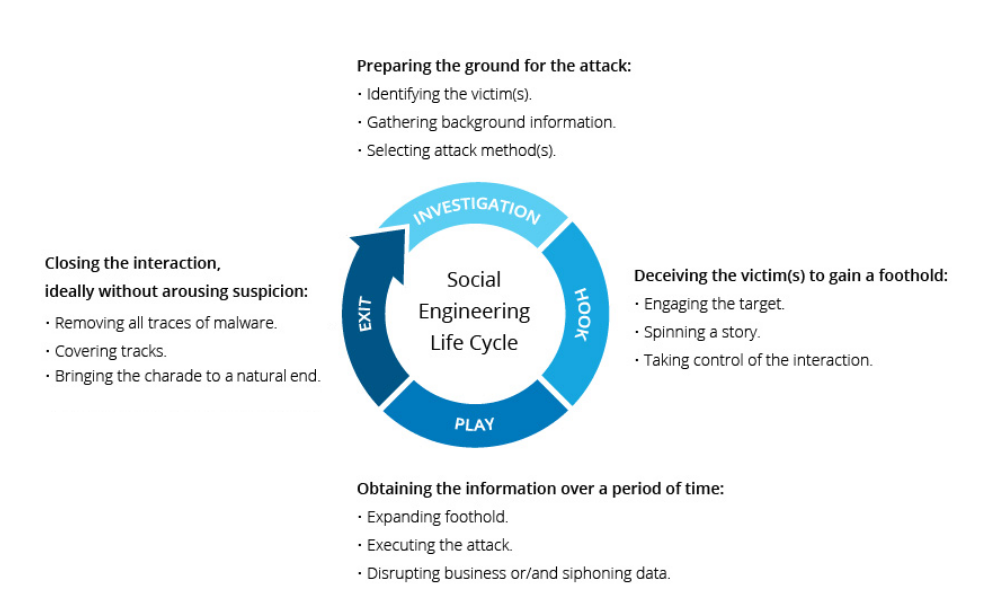 Preparing the ground for the attack:
· Identifying the victim(s).
· Gathering background information.
· Selecting attack method(s).
INVESTIGATION
Closing the interaction,
ideally without arousing suspicion:
· Removing all traces of malware.
· Covering tracks.
· Bringing the charade to a natural end.
EXIT
Social
Engineering
Life Cycle
HOOK
Deceiving the victim(s) to gain a foothold:
· Engaging the target.
· Spinning a story.
· Taking control of the interaction.
PLAY
Obtaining the information over a period of time:
· Expanding foothold.
· Executing the attack.
· Disrupting business or/and siphoning data.